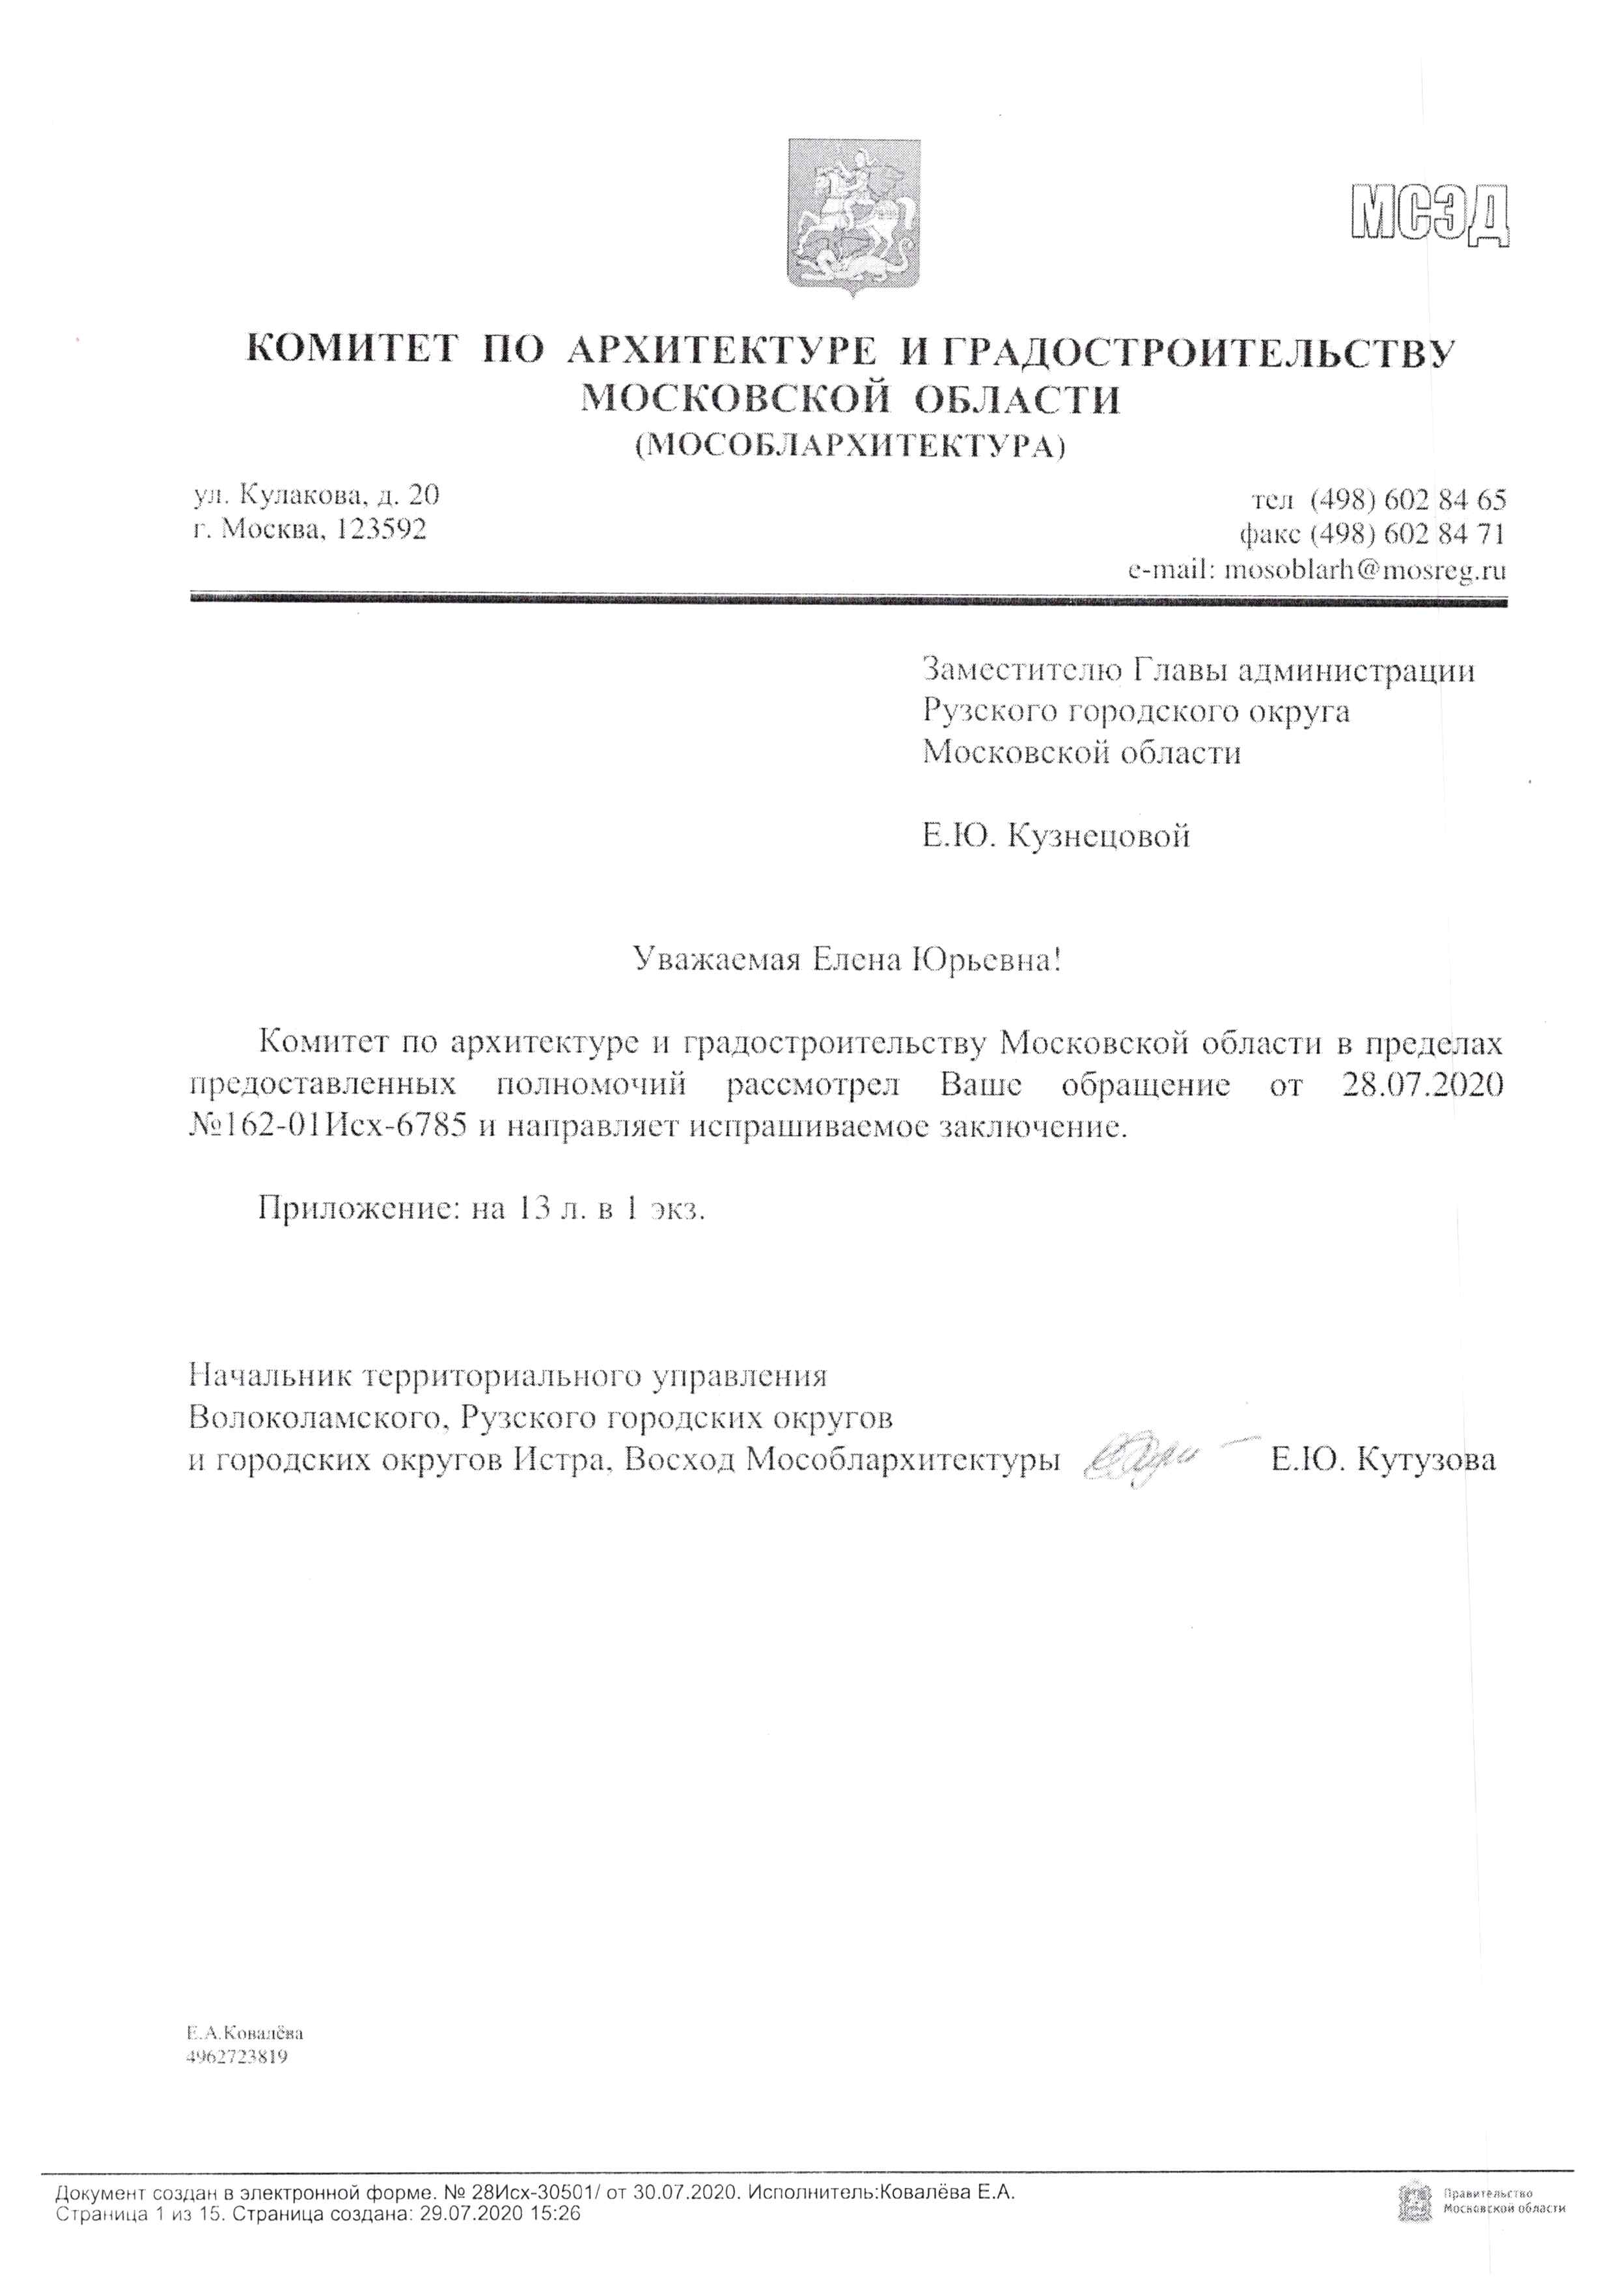 МСЭД
КОМИТЕТ ПО АРХИТЕКТУРЕ И ГРАДОСТРОИТЕЛЬСТВУ
МОСКОВСКОЙ ОБЛАСТИ
(МОСОБЛАРХИТЕКТУРА)
ул. Кулакова, д. 20
г. Москва, 123592
тел (498) 602 84 65
факс (498) 602 84 71
e-mail: mosoblarh@mosreg.ru
Заместителю Главы администрации
Рузского городского округа
Московской области
Е.Ю. Кузнецовой
Уважаемая Елена Юрьевна!
Комитет по архитектуре и градостроительству Московской области в пределах
предоставленных полномочий рассмотрел Ваше обращение от 28.07.2020
№162-01Исх-6785 и направляет испрашиваемое заключение.
Приложение: на 13 л. в 1 экз.
Начальник территориального управления
Волоколамского, Рузского городских округов
и городских округов Истра, Восход Мособлархитектуры Е.Ю. Кутузова
Е.А.Ковалёва
4962723819
Документ создан в электронной форме. № 28Исх-30501/ от 30.07.2020. Исполнитель:Ковалёва Е.А.
Страница 1 из 15. Страница создана: 29.07.2020 15:26
Правительство
Московской области